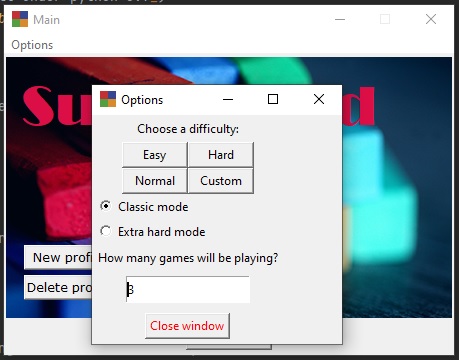 Main
Options
Su
d
Options
Choose a difficulty:
Easy Hard
Normal Custom
Classic mode
Extra hard mode
How many games will be playing?
3
Close window
New profi
Delete pro